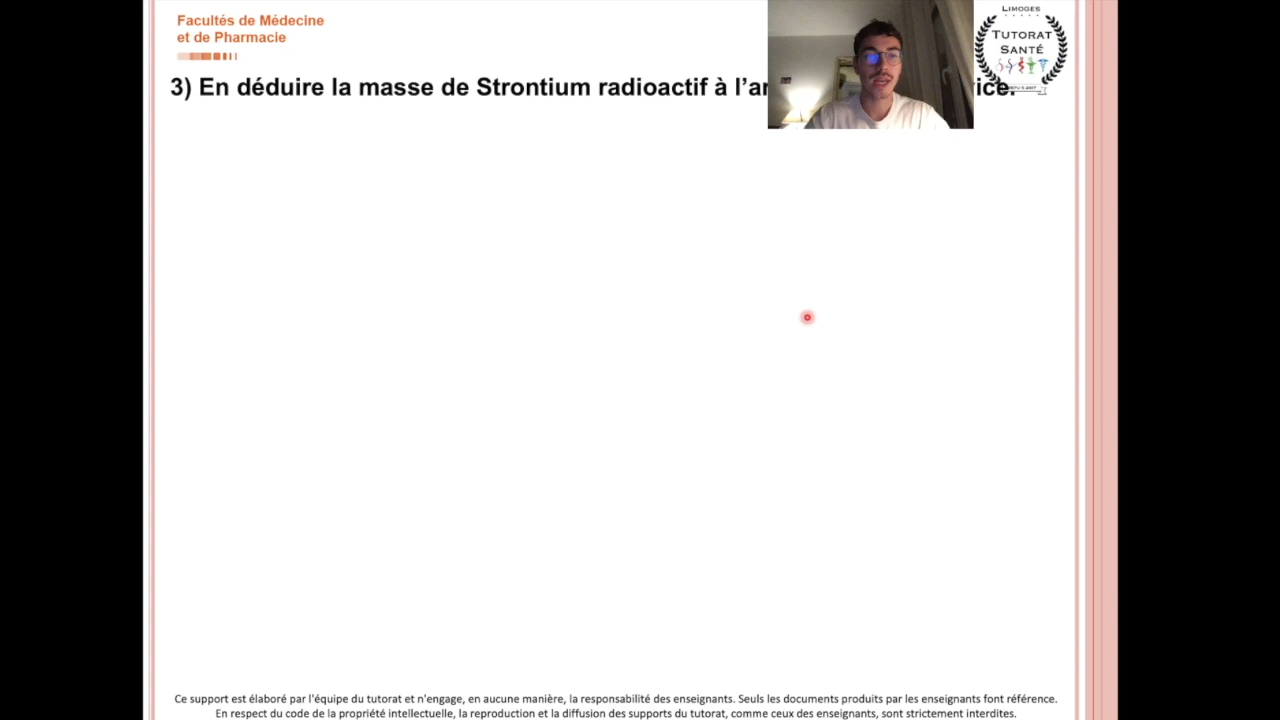 Facultés de Médecine
et de Pharmacie
LIMOGES
TUTORAT
SANTÉ
DEPUIS 2007
3) En déduire la masse de Strontium radioactif à l'ar
Ce support est élaboré par l'équipe du tutorat et n'engage, en aucune manière, la responsabilité des enseignants. Seuls les documents produits par les enseignants font référence.
En respect du code de la propriété intellectuelle, la reproduction et la diffusion des supports du tutorat, comme ceux des enseignants, sont strictement interdites.